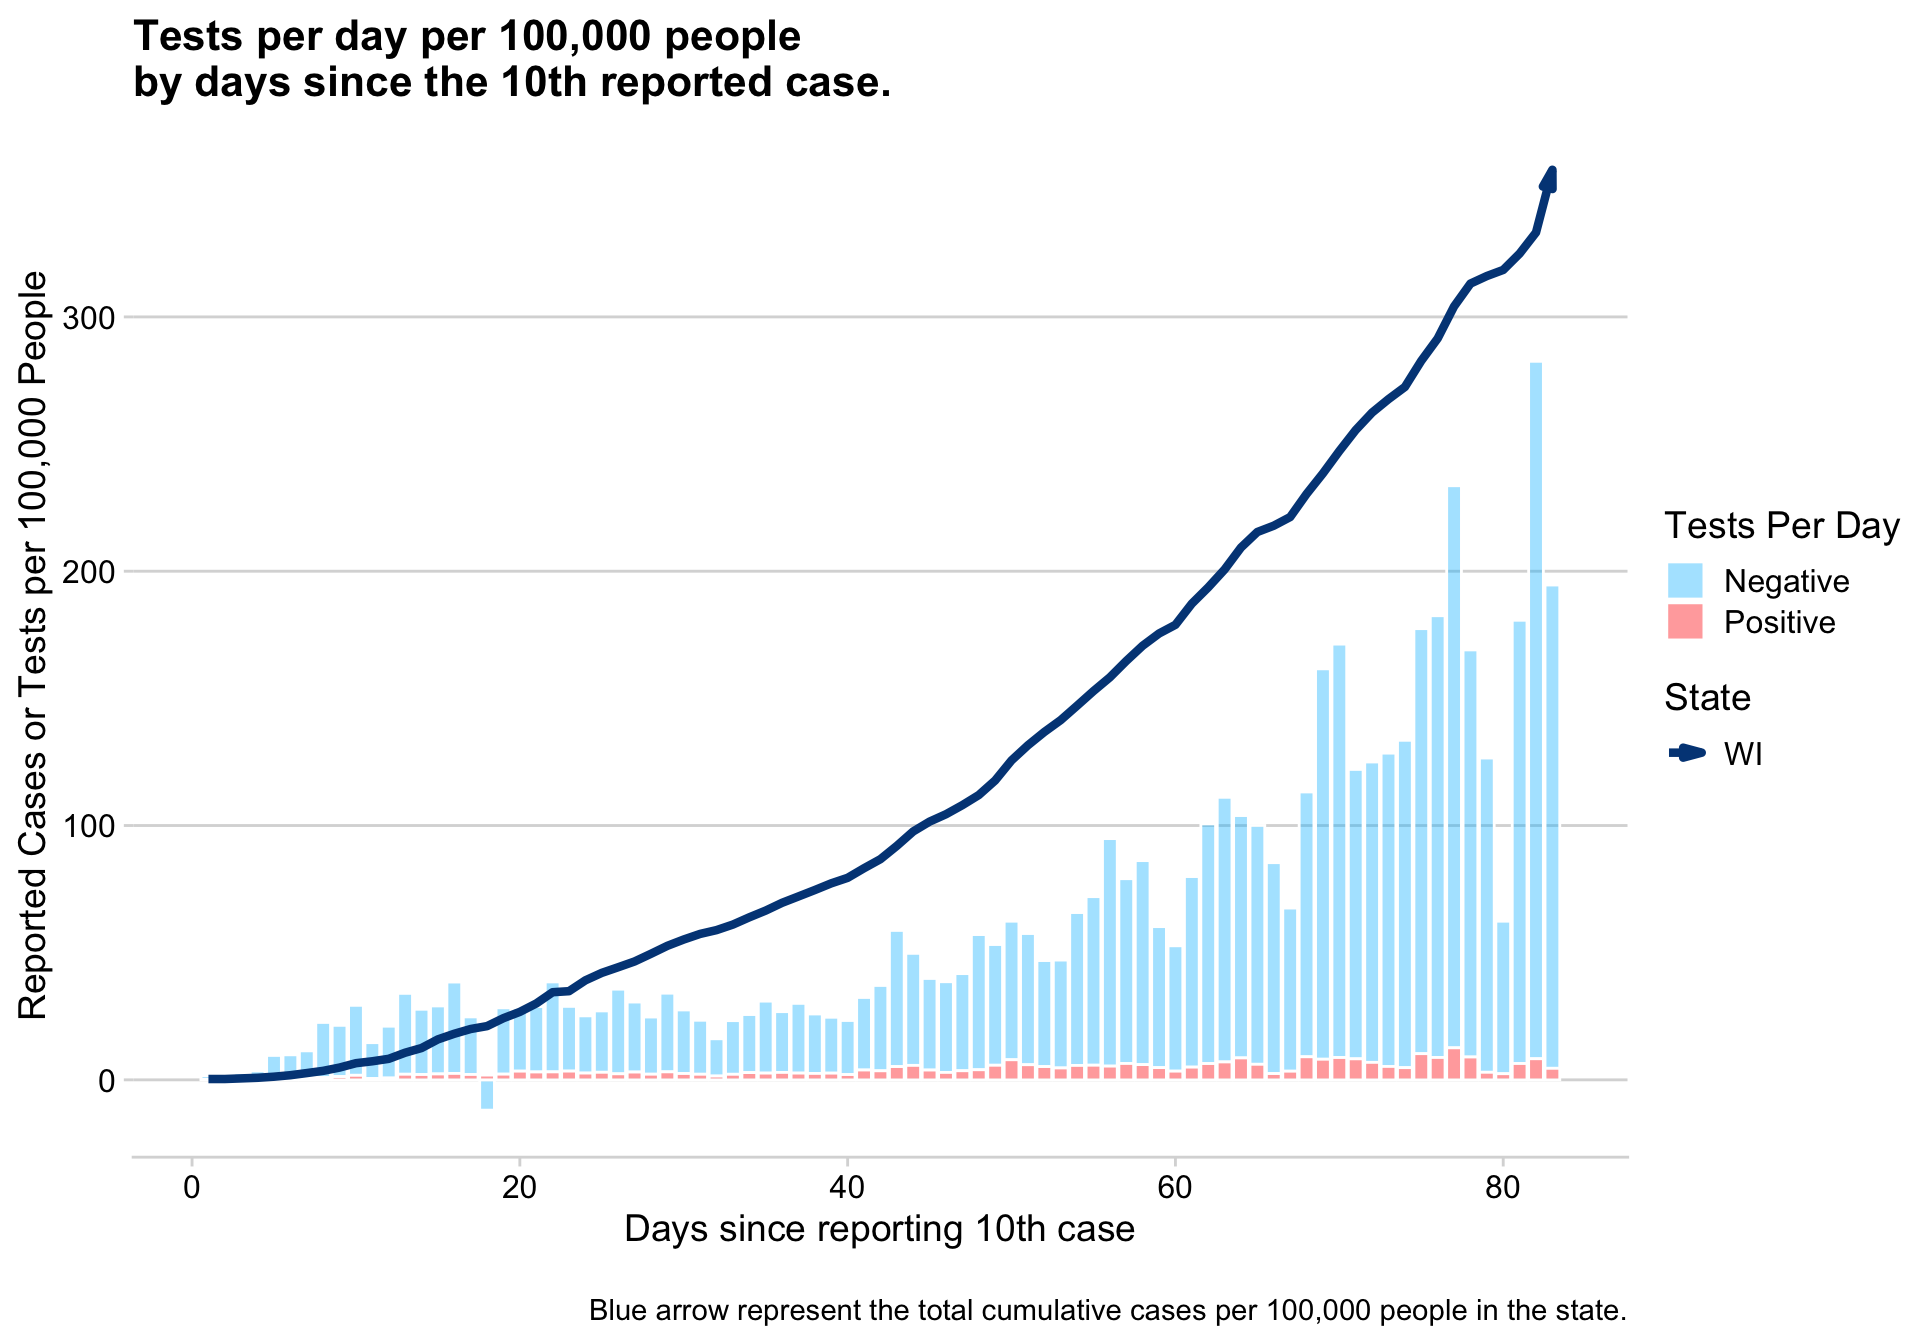 Tests per day per 100,000 people
by days since the 10th reported case.
Reported Cases or Tests per 100,000 People
300
200
100
0
0
20
40
60
80
Days since reporting 10th case
Tests Per Day
Negative
Positive
State
WI
Blue arrow represent the total cumulative cases per 100,000 people in the state.